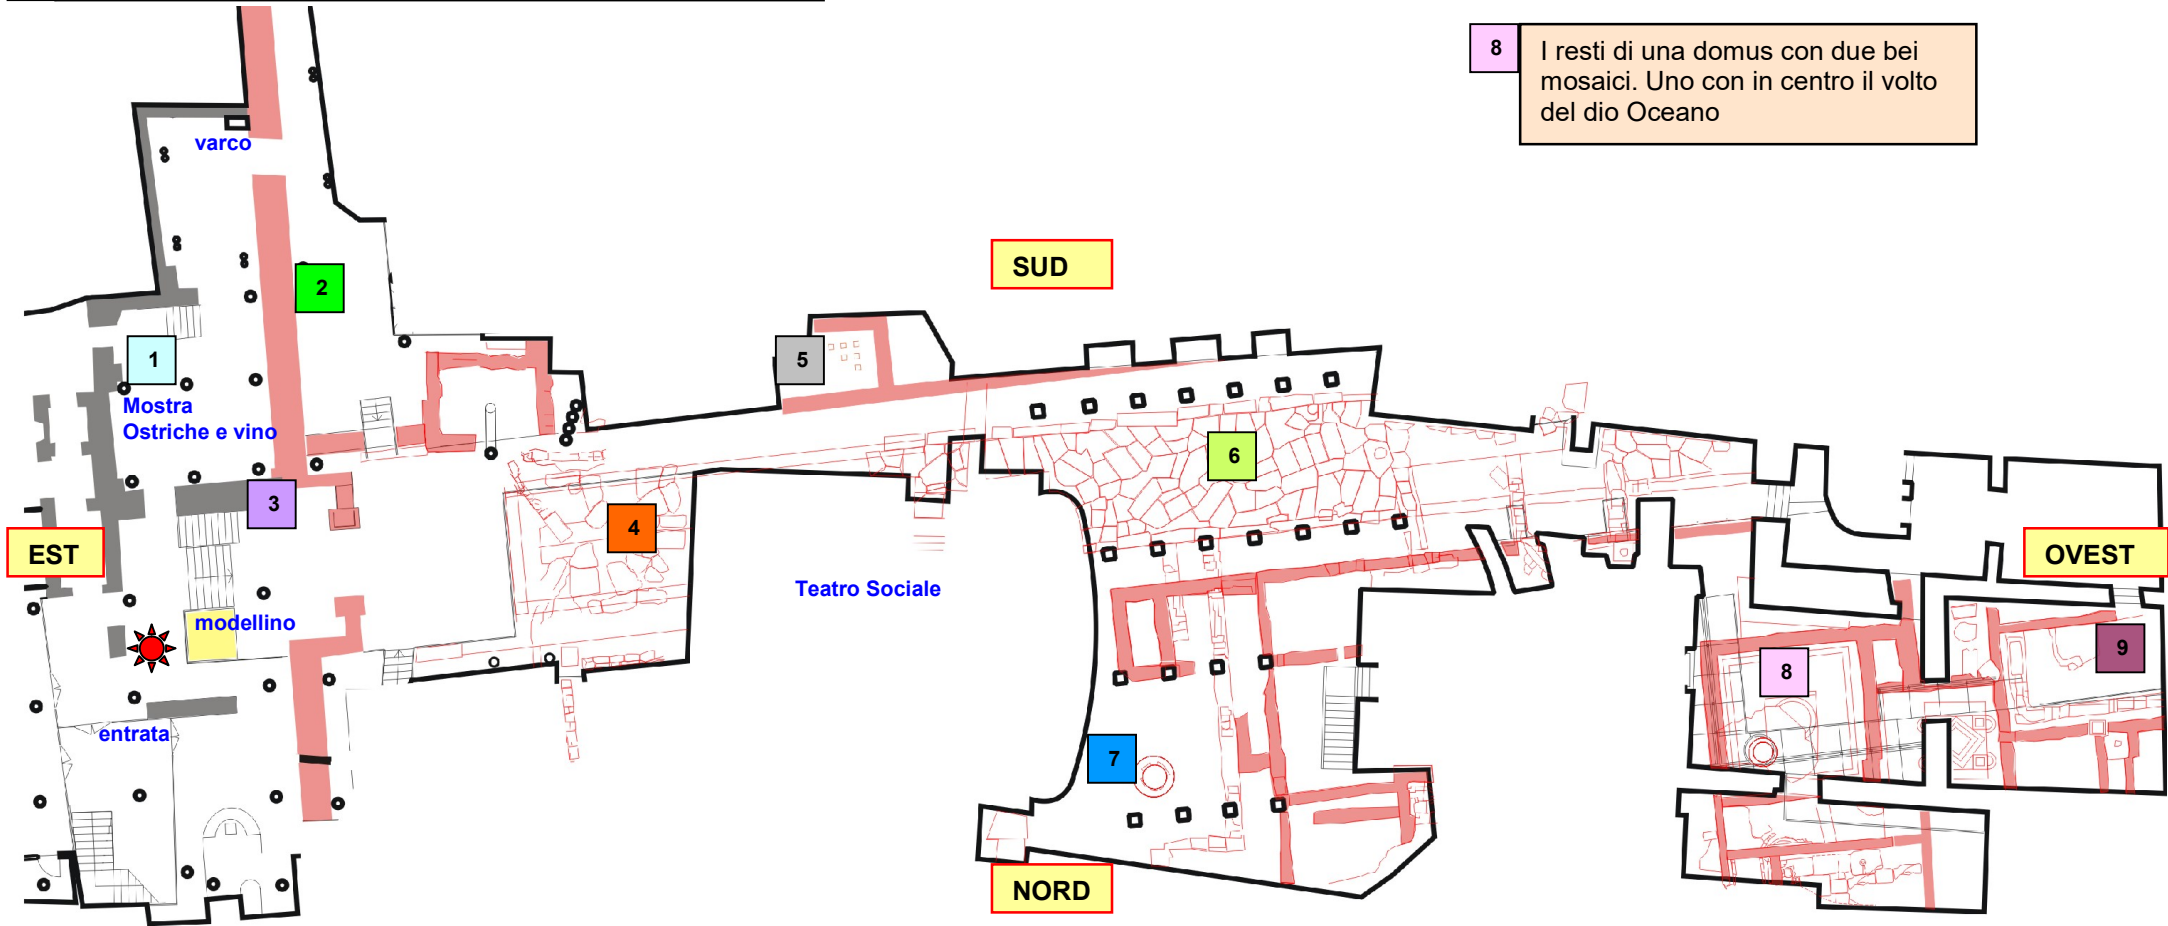 8
I resti di una domus con due bei
mosaici. Uno con in centro il volto
del dio Oceano
varco
SUD
2
1
5
Mostra
Ostriche e vino
6
3
4
EST
OVEST
Teatro Sociale
modellino
9
8
entrata
7
NORD